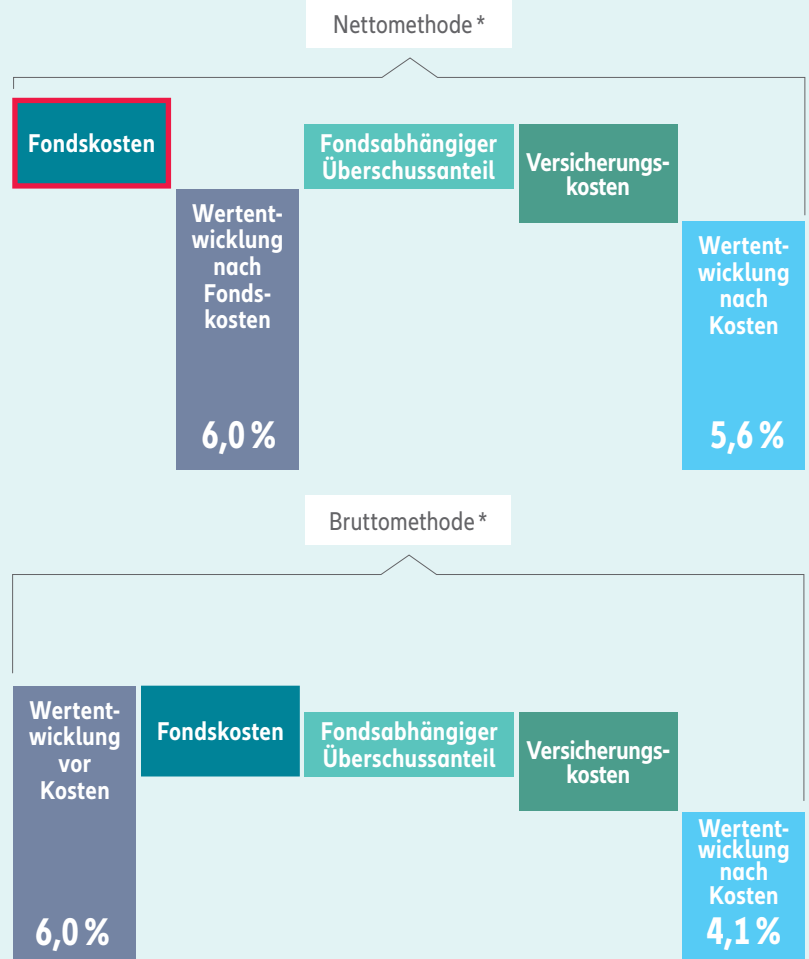 Nettomethode *
Fondskosten
Wertent-
wicklung
nach
Fonds-
kosten
6,0 %
Fondsabhängiger
Überschussanteil
Versicherungs-
kosten
Wertent-
wicklung
nach
Kosten
5,6 %
Bruttomethode *
Wertent-
wicklung
vor
Kosten
6,0 %
Fondskosten
Fondsabhängiger
Überschussanteil
Versicherungs-
kosten
Wertent-
wicklung
nach
Kosten
4,1 %